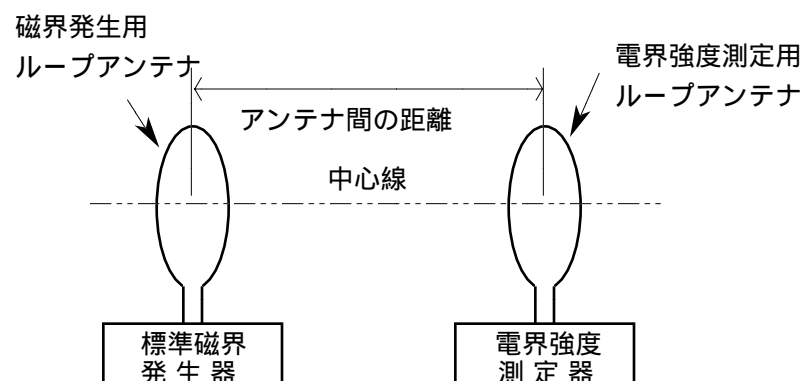 磁界発生用
ループアンテナ
電界強度測定用
ループアンテナ
アンテナ間の距離
中心線
標準磁界
発生器
電界強度
測定器